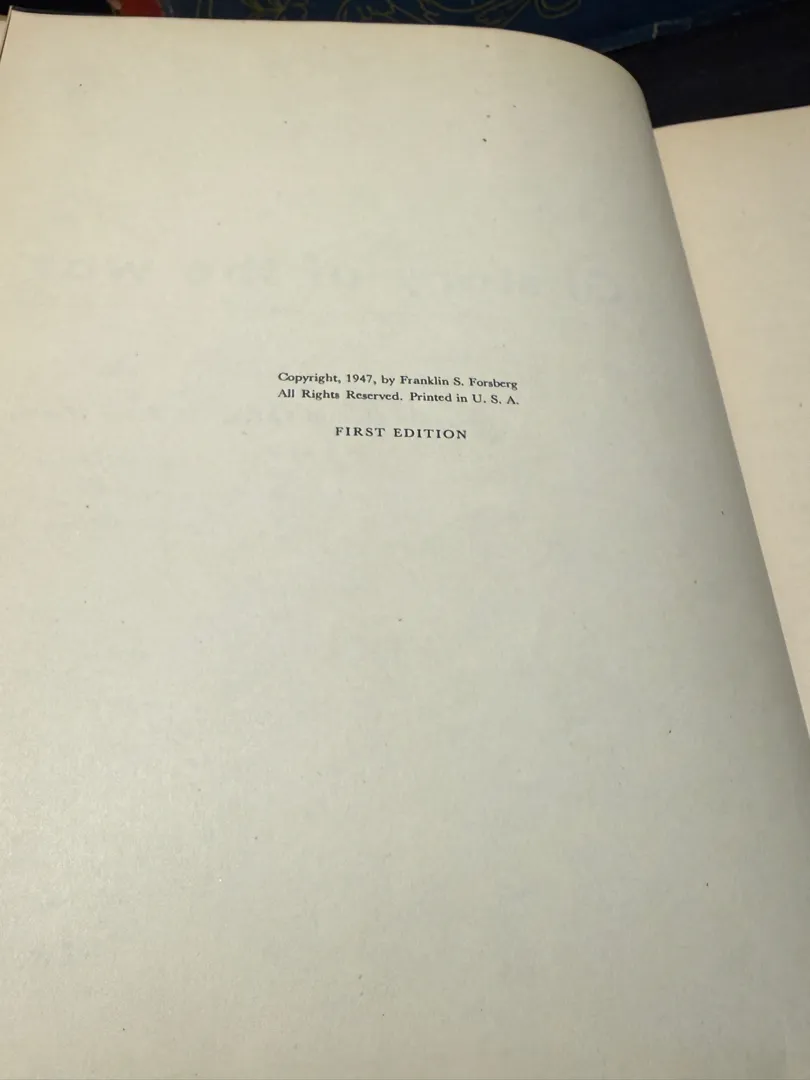 Copyright, 1947, by Franklin S. Forsberg
All Rights Reserved. Printed in U. S. A.
FIRST EDITION